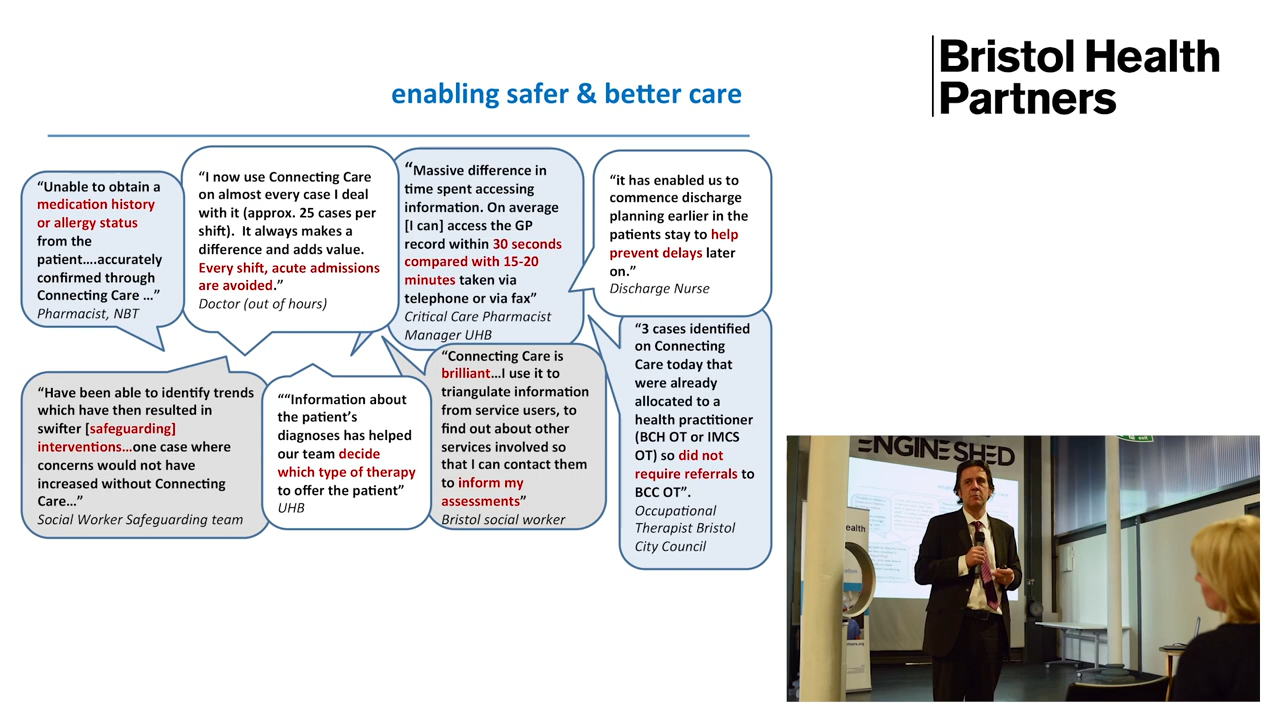 Bristol Health
Partners
enabling safer & better care
“Unable to obtain a
medication history
or allergy status
from the
patient….accurately
confirmed through
Connecting Care …”
Pharmacist, NBT
“I now use Connecting Care
on almost every case I deal
with it (approx. 25 cases per
shift).  It always makes a
difference and adds value.
Every shift, acute admissions
are avoided.”
Doctor (out of hours)
“Massive difference in
time spent accessing
information. On average
[I can] access the GP
record within 30 seconds
compared with 15-20
minutes taken via
telephone or via fax”
Critical Care Pharmacist
Manager UHB
“it has enabled us to
commence discharge
planning earlier in the
patients stay to help
prevent delays later
on.”
Discharge Nurse
“Have been able to identify trends
which have then resulted in
swifter [safeguarding]
interventions…one case where
concerns would not have
increased without Connecting
Care…”
Social Worker Safeguarding team
““Information about
the patient’s
diagnoses has helped
our team decide
which type of therapy
to offer the patient”
UHB
“Connecting Care is
brilliant…I use it to
triangulate information
from service users, to
find out about other
services involved so
that I can contact them
to inform my
assessments”
Bristol social worker
“3 cases identified
on Connecting
Care today that
were already
allocated to a
health practitioner
(BCH OT or IMCS
OT) so did not
require referrals to
BCC OT”.
Occupational
Therapist Bristol
City Council
ENGINE SHED